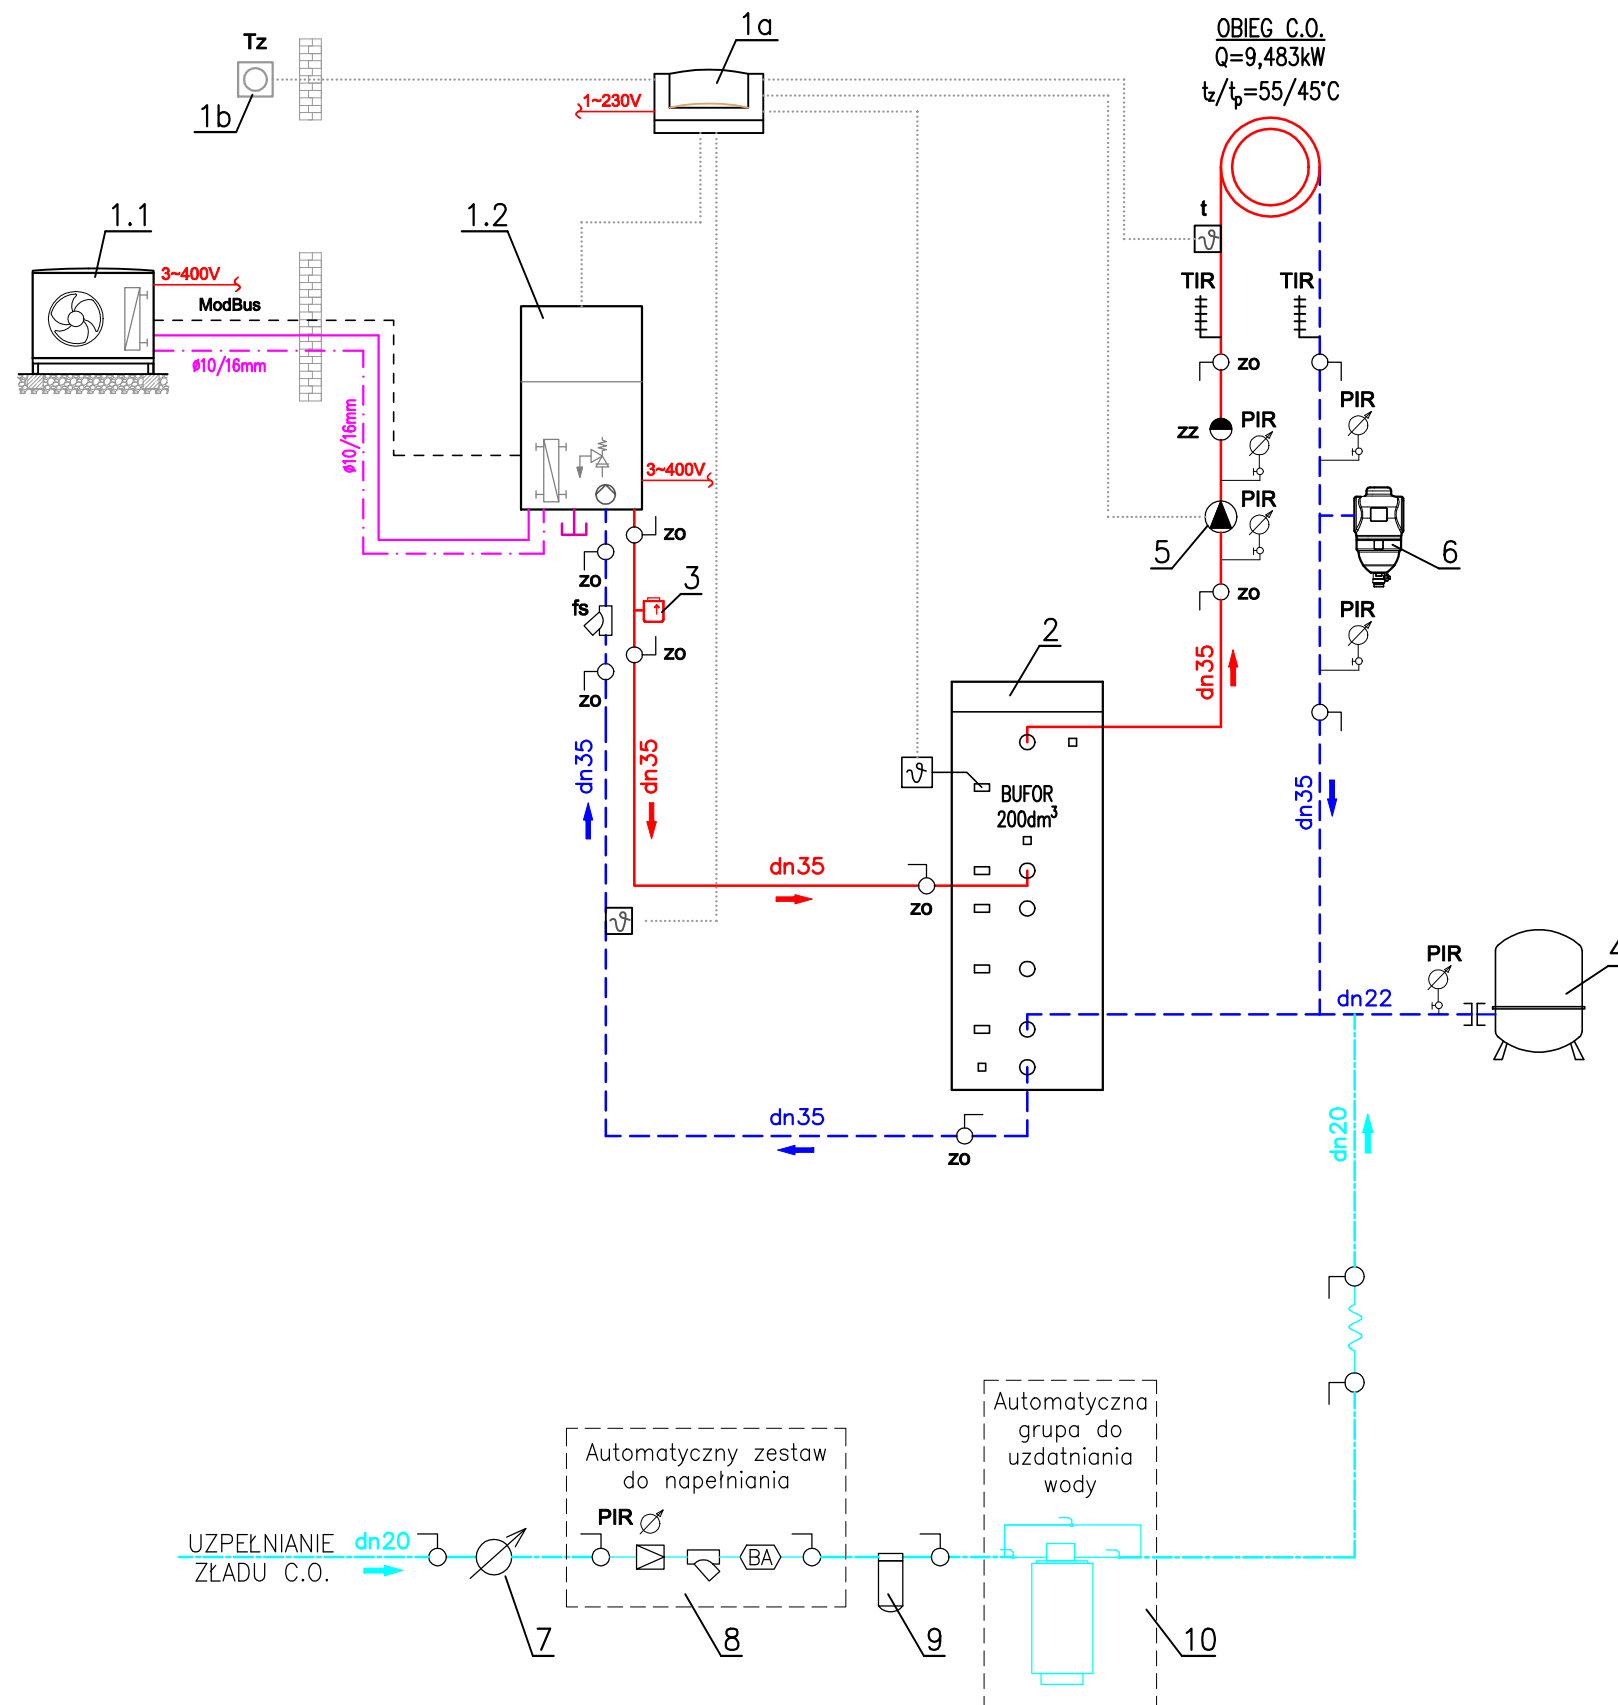 1a
OBIEG C.O.
Q=9,483kW
tz/tp=55/45°C
Tz
1b
1~230V
1.1
1.2
t
3~400V
ModBus
ø10/16mm
TIR
TIR
zo
ø10/16mm
PIR
PIR
zz
3~400V
PIR
zo
5
6
zo
fs
3
zo
PIR
zo
zo
2
dn35
dn35
dn35
dn35
BUFOR
200dm³
dn35
zo
PIR
4
dn22
dn35
zo
dn20
Automatyczna
grupa do
uzdatniania
wody
Automatyczny zestaw
do napełniania
PIR
UZPEŁNIANIE
ZŁADU C.O.
dn20
BA
7
8
9
10